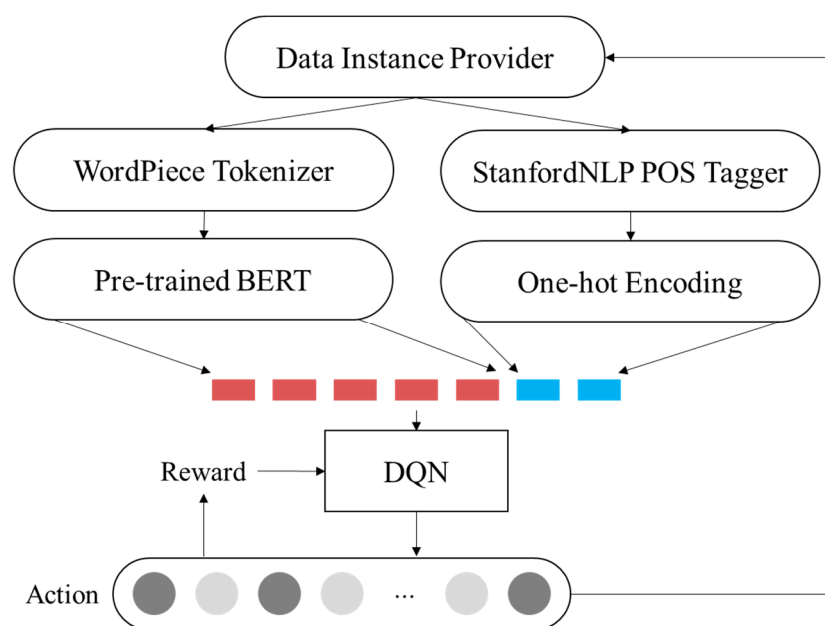 Data Instance Provider
WordPiece Tokenizer
StanfordNLP POS Tagger
Pre-trained BERT
One-hot Encoding
Reward
DQN
Action
...